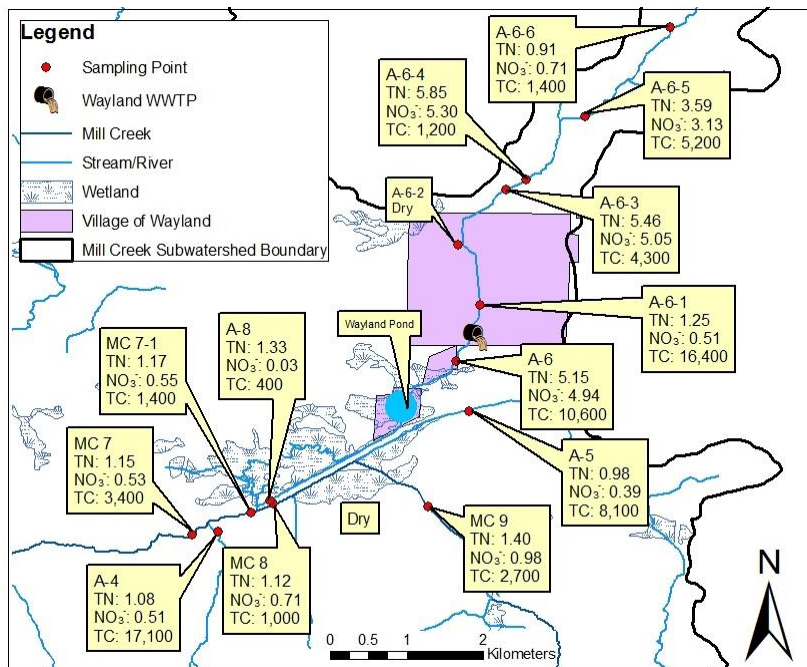 Legend
Sampling Point
Wayland WWTP
Mill Creek
Stream/River
Wetland
Village of Wayland
Mill Creek Subwatershed Boundary
A-6-6
TN: 0.91
NO₃⁻: 0.71
TC: 1,400
A-6-4
TN: 5.85
NO₃⁻: 5.30
TC: 1,200
A-6-5
TN: 3.59
NO₃⁻: 3.13
TC: 5,200
A-6-2
Dry
A-6-3
TN: 5.46
NO₃⁻: 5.05
TC: 4,300
A-6-1
TN: 1.25
NO₃⁻: 0.51
TC: 16,400
Wayland Pond
A-8
TN: 1.33
NO₃⁻: 0.03
TC: 400
MC 7-1
TN: 1.17
NO₃⁻: 0.55
TC: 1,400
A-6
TN: 5.15
NO₃⁻: 4.94
TC: 10,600
MC 7
TN: 1.15
NO₃⁻: 0.53
TC: 3,400
A-5
TN: 0.98
NO₃⁻: 0.39
TC: 8,100
Dry
MC 9
TN: 1.40
NO₃⁻: 0.98
TC: 2,700
MC 8
TN: 1.12
NO₃⁻: 0.71
TC: 1,000
A-4
TN: 1.08
NO₃⁻: 0.51
TC: 17,100
N
0 0.5 1 2
Kilometers